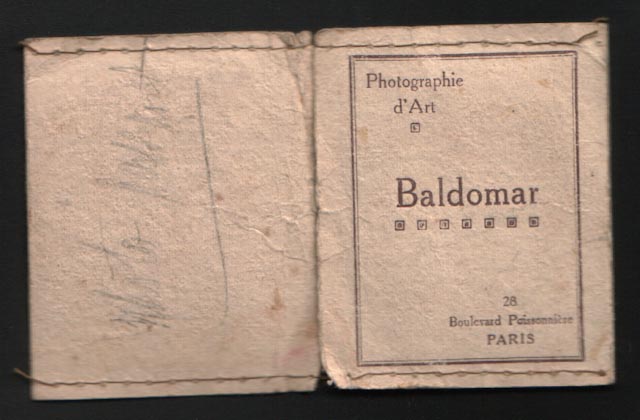 Photographie
d'Art
Baldomar
28
Boulevard Poissonnière
PARIS